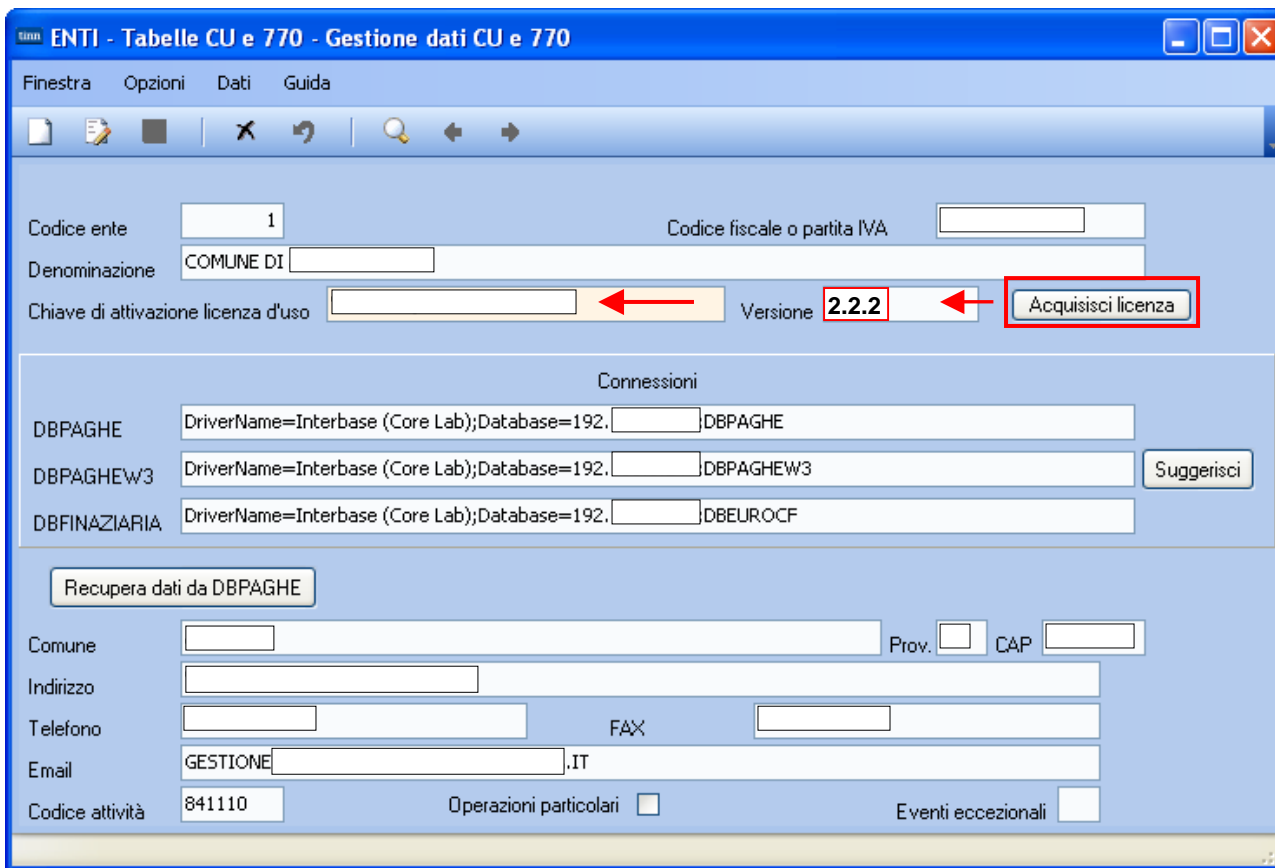 tinn ENTI - Tabelle CU e 770 - Gestione dati CU e 770
Finestra Opzioni Dati Guida
Codice ente 1 Codice fiscale o partita IVA
Denominazione COMUNE DI
Chiave di attivazione licenza d'uso Versione 2.2.2 Acquisisci licenza
Connessioni
DBPAGHE DriverName=Interbase (Core Lab);Database=192. :DBPAGHE
DBPAGHEW3 DriverName=Interbase (Core Lab);Database=192. :DBPAGHEW3 Suggerisci
DBFINAZIARIA DriverName=Interbase (Core Lab);Database=192. :DBEUROCF
Recupera dati da DBPAGHE
Comune Prov. CAP
Indirizzo
Telefono FAX
Email GESTIONE .IT
Codice attività 841110 Operazioni particolari Eventi eccezionali